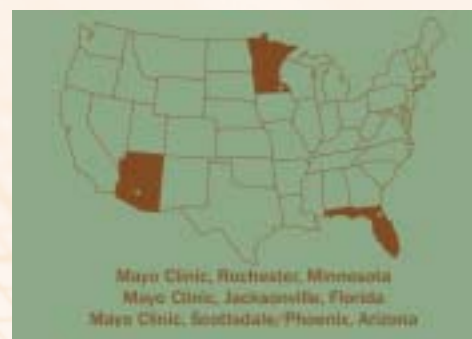 Mayo Clinic, Rochester, Minnesota
Mayo Clinic, Jacksonville, Florida
Mayo Clinic, Scottsdale/Phoenix, Arizona